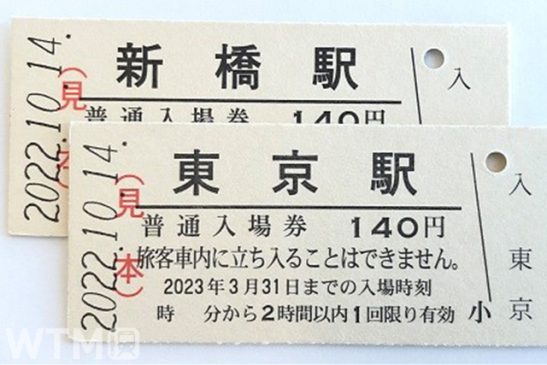 2022.10.14.
(見
本)
新橋駅
普通入場券 140円
入
2022.10.14.
(見
本)
東京駅
普通入場券 140円
旅客車内に立ち入ることはできません。
2023年3月31日までの入場時刻
時 分から2時間以内1回限り有効 小
入
東
京
WTM